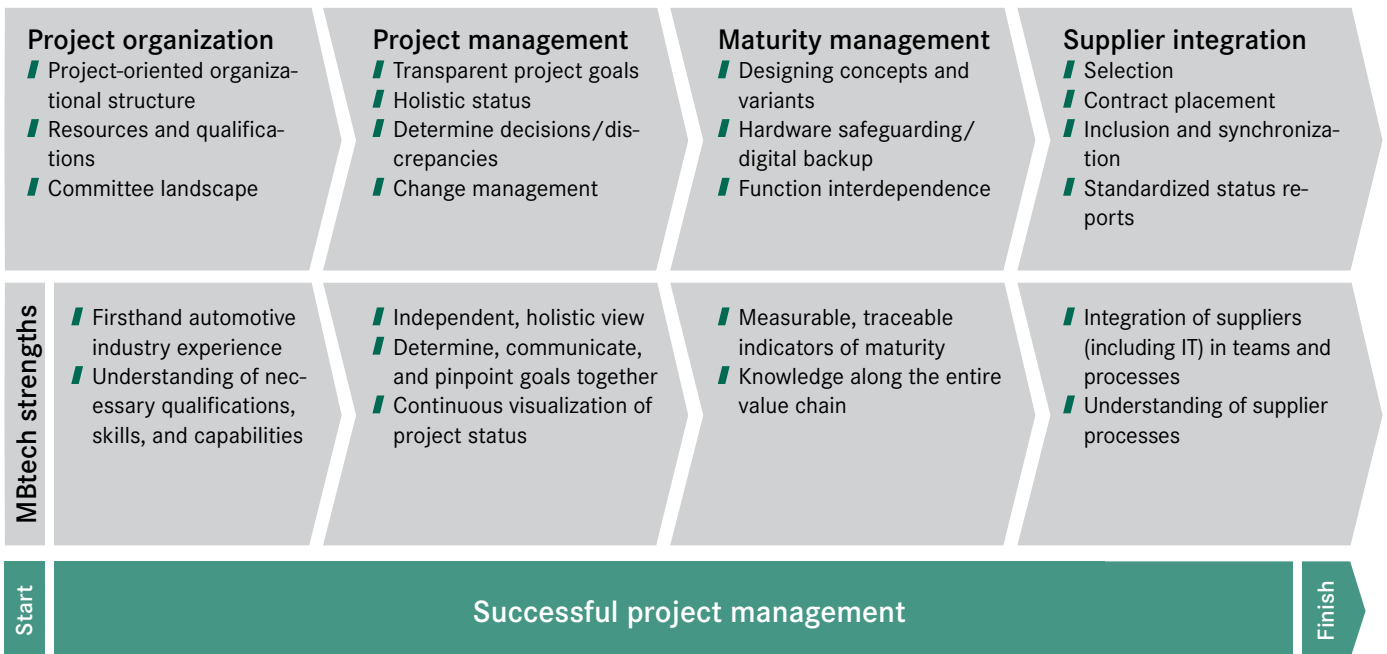 Project organization
Project-oriented organiza-
tional structure
Resources and qualifica-
tions
Committee landscape
Project management
Transparent project goals
Holistic status
Determine decisions/dis-
crepancies
Change management
Maturity management
Designing concepts and
variants
Hardware safeguarding/
digital backup
Function interdependence
Supplier integration
Selection
Contract placement
Inclusion and synchroniza-
tion
Standardized status re-
ports
MBtech strengths
Firsthand automotive
industry experience
Understanding of nec-
essary qualifications,
skills, and capabilities
Independent, holistic view
Determine, communicate,
and pinpoint goals together
Continuous visualization of
project status
Measurable, traceable
indicators of maturity
Knowledge along the entire
value chain
Integration of suppliers
(including IT) in teams and
processes
Understanding of supplier
processes
Start
Successful project management
Finish